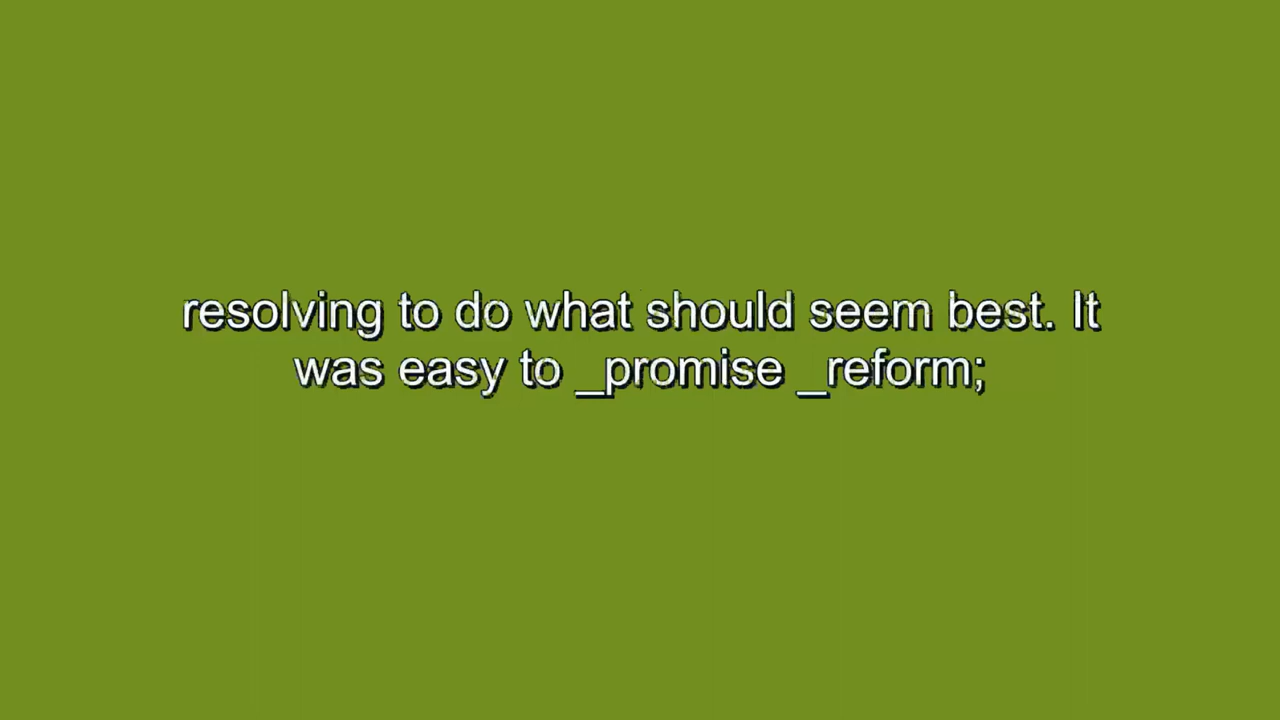 resolving to do what should seem best. It
was easy to _promise _reform;